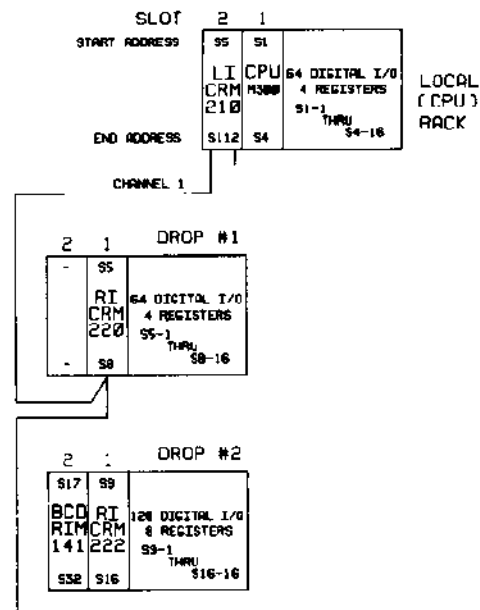 SLOT 2 1
START ADDRESS S5 S1
LI CRM 210
CPU M300
64 DIGITAL I/O
4 REGISTERS
S1-1
THRU
S4-16
END ADDRESS S112 S4
LOCAL
(CPU)
RACK
CHANNEL 1
2 1 DROP #1
- S5
RI CRM 220
64 DIGITAL I/O
4 REGISTERS
S5-1
THRU
S8-16
- S8
2 1 DROP #2
S17 S9
BCD RIM 141
RI CRM 222
128 DIGITAL I/O
8 REGISTERS
S9-1
THRU
S16-16
S32 S16